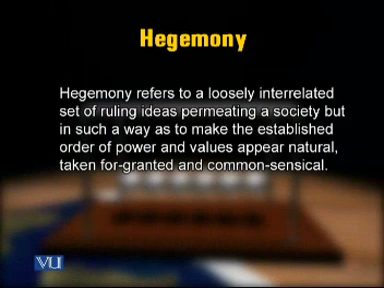 Hegemony
Hegemony refers to a loosely interrelated
set of ruling ideas permeating a society but
in such a way as to make the established
order of power and values appear natural,
taken for-granted and common-sensical.
VU